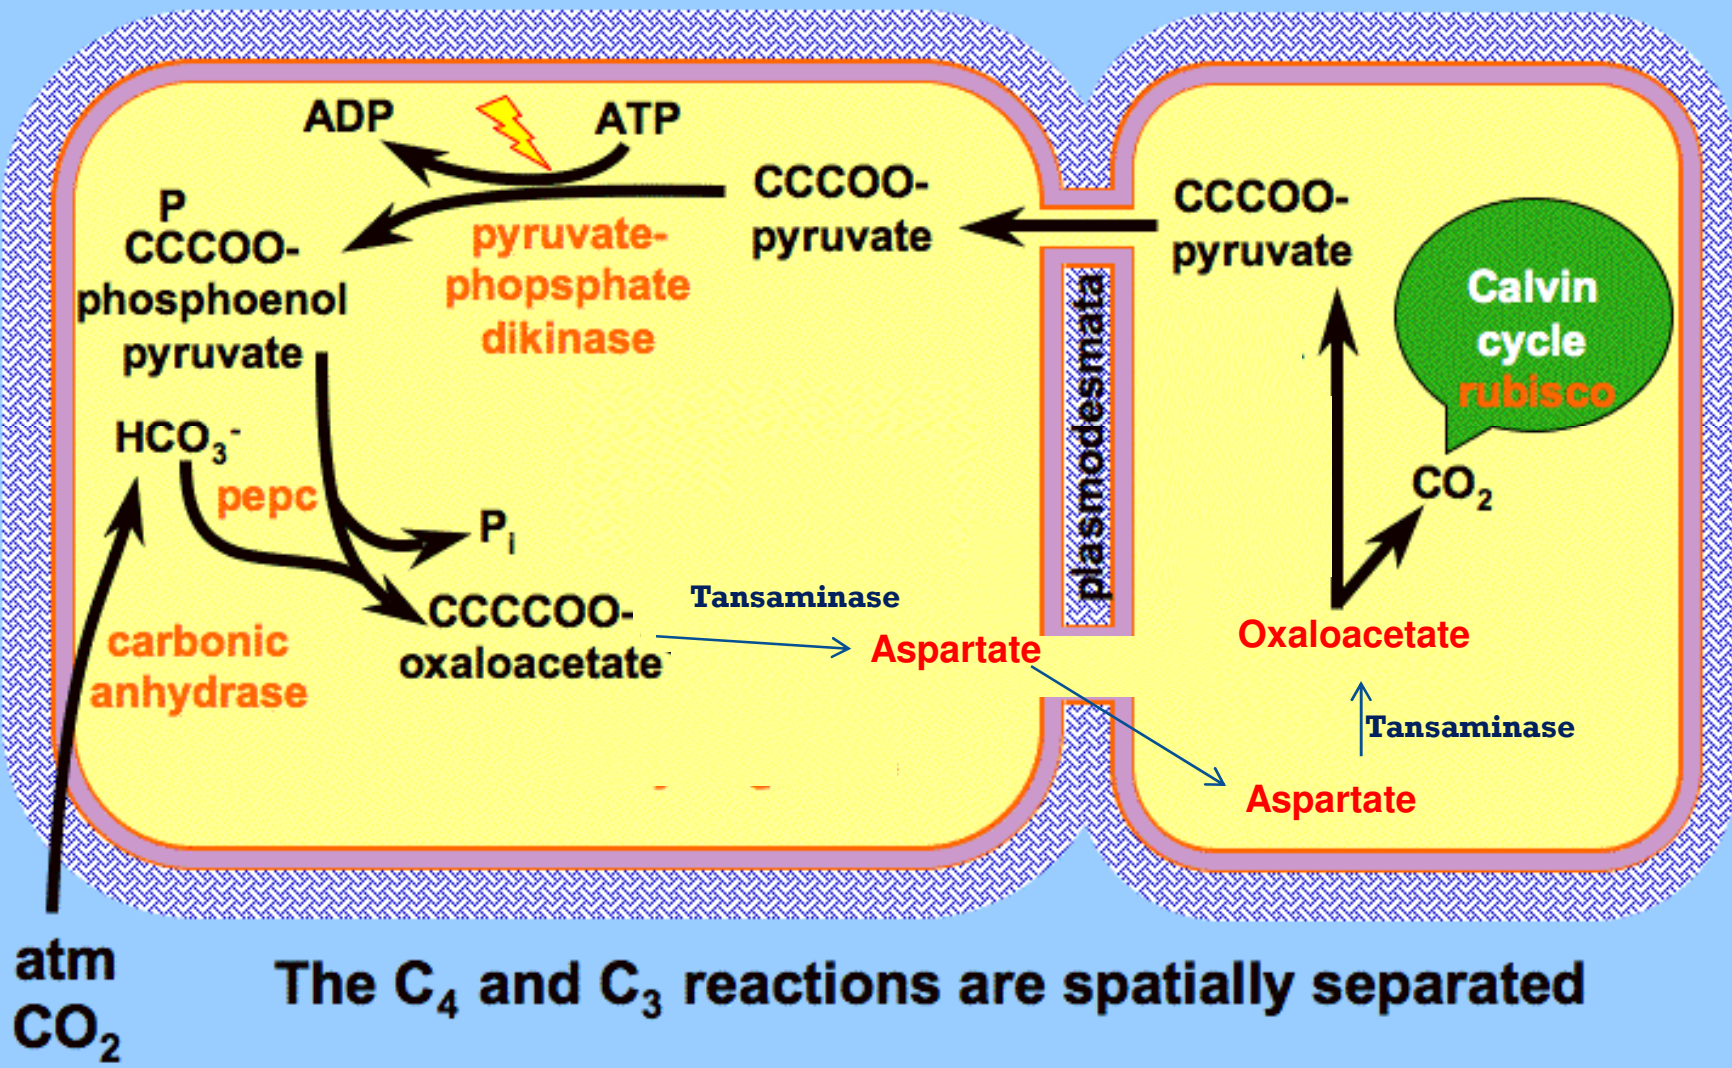 ADP
ATP
P
CCCOO-
phosphoenol
pyruvate
pyruvate-
phopsphate
dikinase
CCCOO-
pyruvate
CCCOO-
pyruvate
Calvin
cycle
rubisco
plasmodesmata
HCO₃⁻
pepc
Pᵢ
CO₂
CCCCOO-
oxaloacetate
Tansaminase
Aspartate
Oxaloacetate
carbonic
anhydrase
Tansaminase
Aspartate
atm
CO₂
The C₄ and C₃ reactions are spatially separated